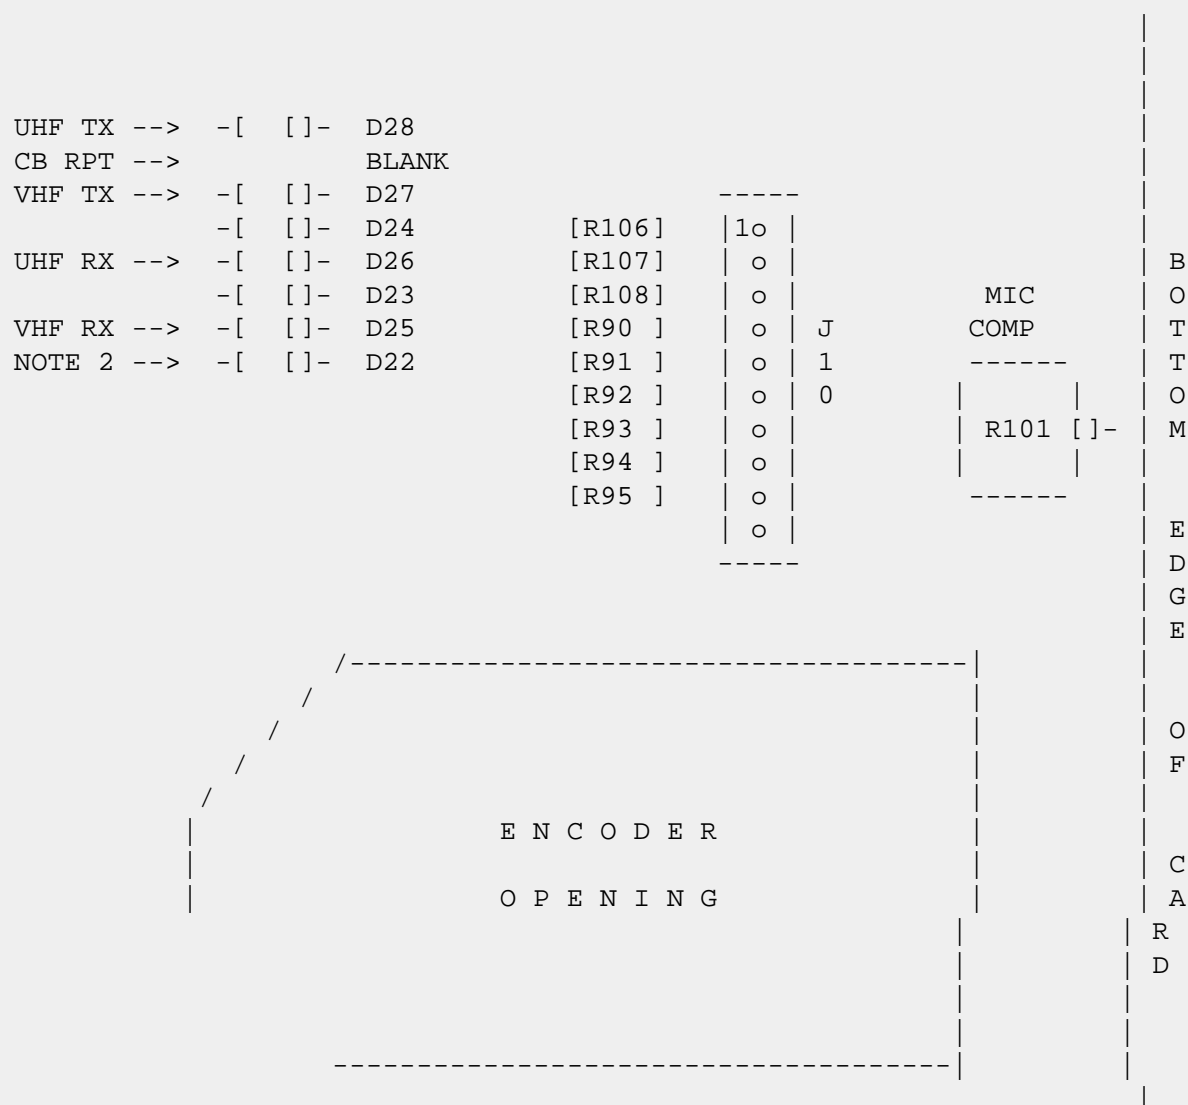 |
                                                                    |
                                                                    |
UHF TX -->  -[  []-  D28                                            |
CB RPT -->           BLANK                                          |
VHF TX -->  -[  []-  D27                  -----                     |
            -[  []-  D24         [R106]   |1o |                     |
UHF RX -->  -[  []-  D26         [R107]   | o |                     | B
            -[  []-  D23         [R108]   | o |           MIC       | O
VHF RX -->  -[  []-  D25         [R90 ]   | o | J        COMP       | T
NOTE 2 -->  -[  []-  D22         [R91 ]   | o | 1        ------     | T
                                 [R92 ]   | o | 0       |      |    | O
                                 [R93 ]   | o |         | R101 []-  | M
                                 [R94 ]   | o |         |      |    |
                                 [R95 ]   | o |          ------     |
                                          | o |                     | E
                                          -----                     | D
                                                                    | G
                                                                    | E
                   /-------------------------------------|          |
                 /                                       |          |
               /                                         |          | O
             /                                           |          | F
           /                                             |          |
          |                  E N C O D E R               |          |
          |                                              |          | C
          |                  O P E N I N G               |          | A
                                                        |          | R
                                                        |          | D
                                                        |          |
                                                        |          |
                   -------------------------------------|          |
                                                                    |